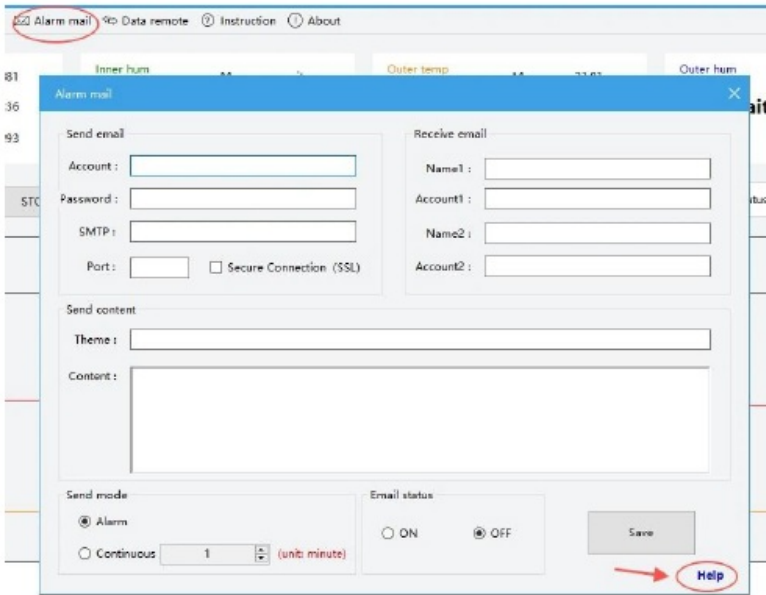 Alarm mail Data remote Instruction About
Inner hum Outer temp Outer hum
Alarm mail
Send email
Account :
Password :
SMTP :
Port : Secure Connection (SSL)
Receive email
Name1 :
Account1 :
Name2 :
Account2 :
Send content
Theme :
Content :
Send mode
Alarm
Continuous 1 (unit: minute)
Email status
ON OFF
Save
Help